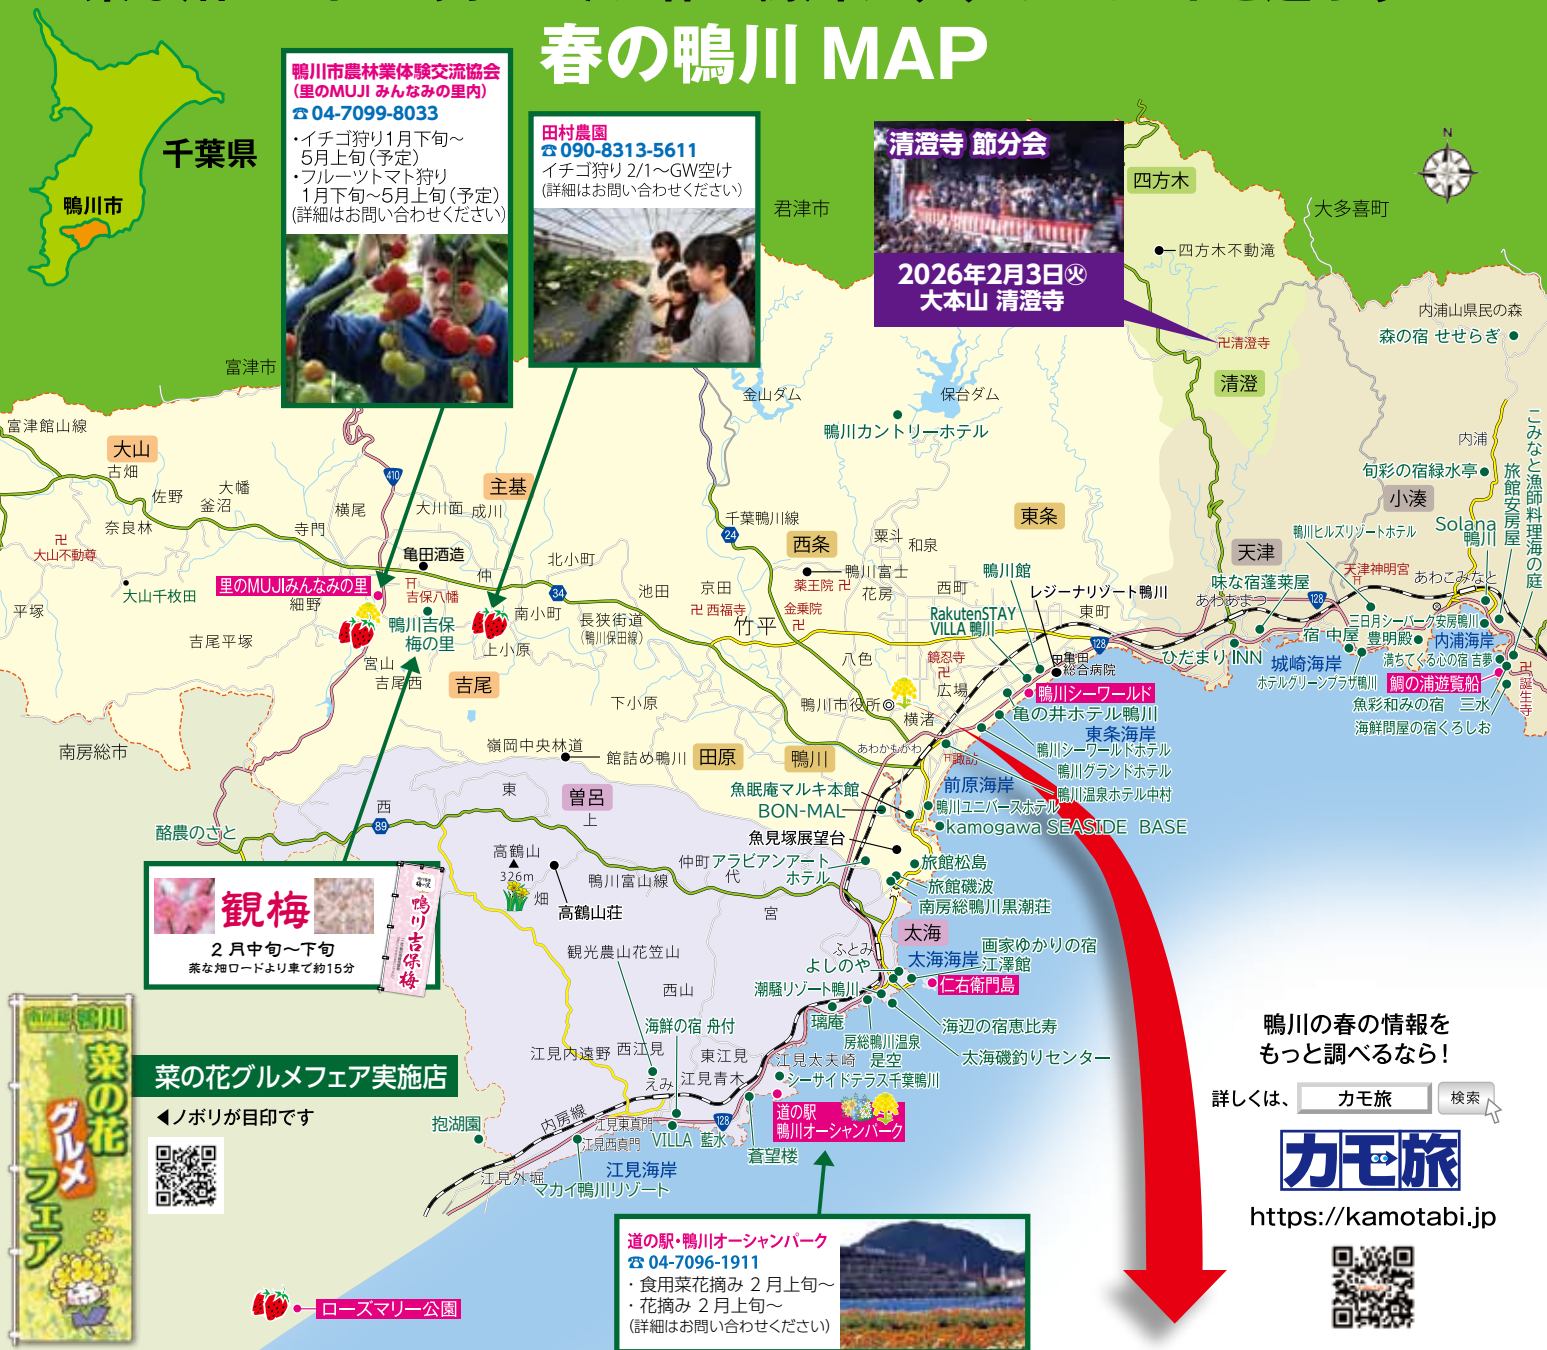 春の鴨川 MAP
千葉県
鴨川市
鴨川市農林業体験交流協会
(里のMUJI みんなみの里内)
☎04-7099-8033
・イチゴ狩り1月下旬～
5月上旬(予定)
・フルーツトマト狩り
1月下旬～5月上旬(予定)
(詳細はお問い合わせください)
田村農園
☎090-8313-5611
イチゴ狩り 2/1～GW空け
(詳細はお問い合わせください)
清澄寺 節分会
2026年2月3日㊋
大本山 清澄寺
君津市
四方木
四方木不動滝
大多喜町
N
内浦山県民の森
森の宿 せせらぎ
卍清澄寺
清澄
富津市
富津館山線
大山
古畑
佐野
大幡
釜沼
奈良林
寺門
横尾
410
大川面
成川
主基
金山ダム
保台ダム
鴨川カントリーホテル
内浦
旬彩の宿緑水亭
小湊
旅館安房屋
こみなと漁師料理海の庭
Solana
鴨川
鴨川ヒルズリゾートホテル
天津
天津神明宮
あわこみなと
味な宿蓬莱屋
あわあまつ
128
三日月シーパーク安房鴨川
宿 中屋
豊明殿
内浦海岸
満ちてくる心の宿 吉夢
ひだまりINN
城崎海岸
ホテルグリーンプラザ鴨川
鯛の浦遊覧船
卍誕生寺
魚彩和みの宿 三水
海鮮問屋の宿くろしお
卍
大山不動尊
大山千枚田
平塚
亀田酒造
里のMUJIみんなみの里
細野
吉保八幡
仲
北小町
34
南小町
上小原
鴨川吉保
梅の里
吉尾平塚
宮山
吉尾西
吉尾
池田
長狭街道
(鴨川保田線)
24
千葉鴨川線
西条
京田
卍 西福寺
竹平
鴨川富士
薬王院 卍
花房
金乗院
卍
粟斗
和泉
東条
西町
鴨川館
レジーナリゾート鴨川
RakutenSTAY
VILLA 鴨川
東町
128
亀田
総合病院
八色
鏡忍寺
卍
広場
鴨川シーワールド
亀の井ホテル鴨川
東条海岸
鴨川シーワールドホテル
鴨川グランドホテル
鴨川温泉ホテル中村
鴨川市役所
横渚
あわかもがわ
諏訪
前原海岸
下小原
南房総市
嶺岡中央林道
館詰め鴨川
田原
鴨川
魚眠庵マルキ本館
BON-MAL
鴨川ユニバースホテル
kamogawa SEASIDE BASE
魚見塚展望台
アラビアンアート
ホテル
旅館松島
旅館磯波
南房総鴨川黒潮荘
西
89
東
曽呂
上
酪農のさと
高鶴山
326m
畑
高鶴山荘
鴨川富山線
仲町
代
宮
観梅
2 月中旬～下旬
菜な畑ロードより車で約15分
鴨川吉保梅
太海
ふとみ
太海海岸
画家ゆかりの宿
江澤館
よしのや
仁右衛門島
潮騒リゾート鴨川
璃庵
房総鴨川温泉
是空
海辺の宿恵比寿
太海磯釣りセンター
観光農山花笠山
西山
海鮮の宿 舟付
江見内遠野
西江見
東江見
江見太夫崎
えみ
江見青木
シーサイドテラス千葉鴨川
道の駅
鴨川オーシャンパーク
内房線
江見東真門
江見西真門
VILLA 藍水
128
蒼望楼
抱湖園
江見海岸
江見外堀
マカイ鴨川リゾート
鴨川
菜の花
グルメ
フェア
菜の花グルメフェア実施店
◀ノボリが目印です
ローズマリー公園
道の駅・鴨川オーシャンパーク
☎04-7096-1911
・食用菜花摘み 2 月上旬～
・花摘み 2 月上旬～
(詳細はお問い合わせください)
鴨川の春の情報を
もっと調べるなら！
詳しくは、
カモ旅
検索
カモ旅
https://kamotabi.jp